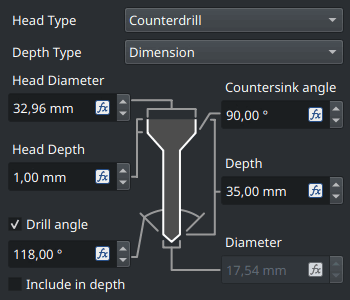 Head Type Counterdrill
Depth Type Dimension
Head Diameter
32,96 mm
Countersink angle
90,00 °
Head Depth
1,00 mm
Depth
35,00 mm
Drill angle
118,00 °
Diameter
17,54 mm
Include in depth